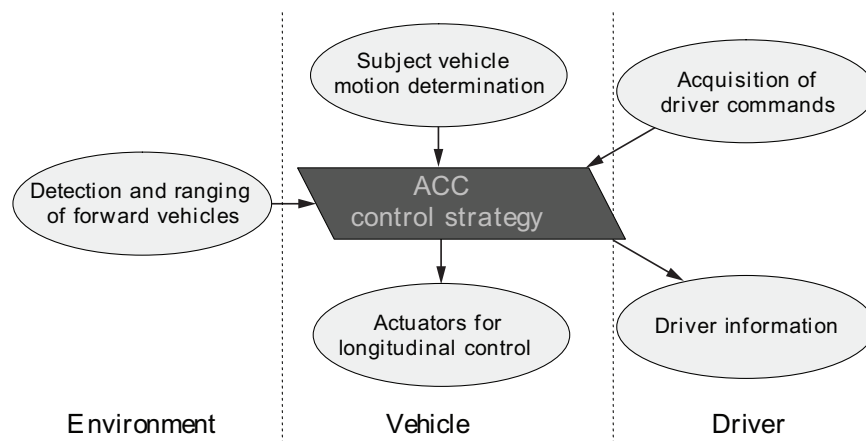 Subject vehicle
motion determination
Acquisition of
driver commands
Detection and ranging
of forward vehicles
ACC
control strategy
Actuators for
longitudinal control
Driver information
Environment
Vehicle
Driver